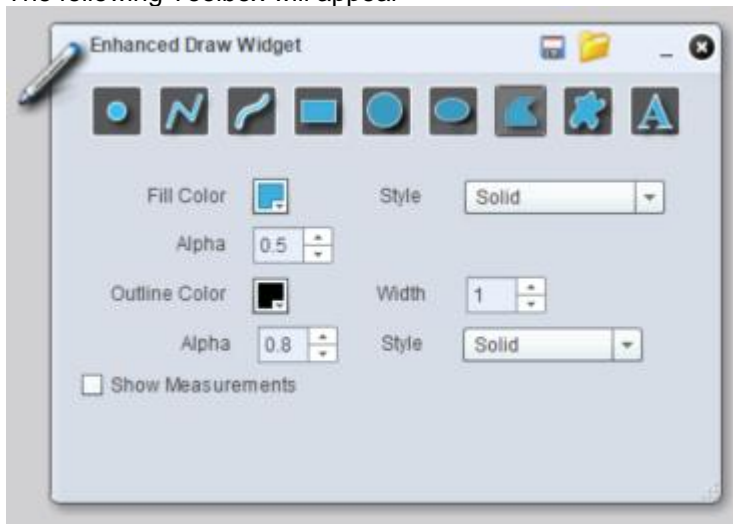 The following Toolbox will appear
Enhanced Draw Widget
A
Fill Color Style Solid
Alpha 0.5
Outline Color Width 1
Alpha 0.8 Style Solid
Show Measurements